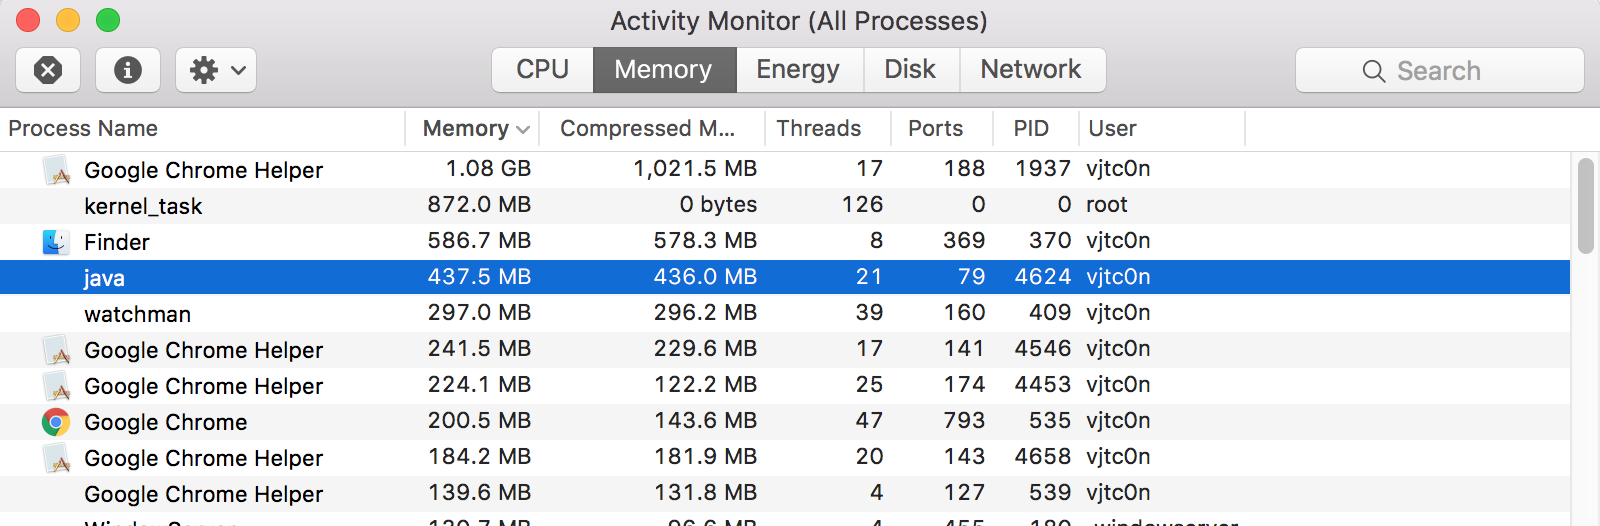 Activity Monitor (All Processes)
CPU Memory Energy Disk Network Search
Process Name Memory Compressed M... Threads Ports PID User
Google Chrome Helper 1.08 GB 1,021.5 MB 17 188 1937 vjtc0n
kernel_task 872.0 MB 0 bytes 126 0 0 root
Finder 586.7 MB 578.3 MB 8 369 370 vjtc0n
java 437.5 MB 436.0 MB 21 79 4624 vjtc0n
watchman 297.0 MB 296.2 MB 39 160 409 vjtc0n
Google Chrome Helper 241.5 MB 229.6 MB 17 141 4546 vjtc0n
Google Chrome Helper 224.1 MB 122.2 MB 25 174 4453 vjtc0n
Google Chrome 200.5 MB 143.6 MB 47 793 535 vjtc0n
Google Chrome Helper 184.2 MB 181.9 MB 20 143 4658 vjtc0n
Google Chrome Helper 139.6 MB 131.8 MB 4 127 539 vjtc0n